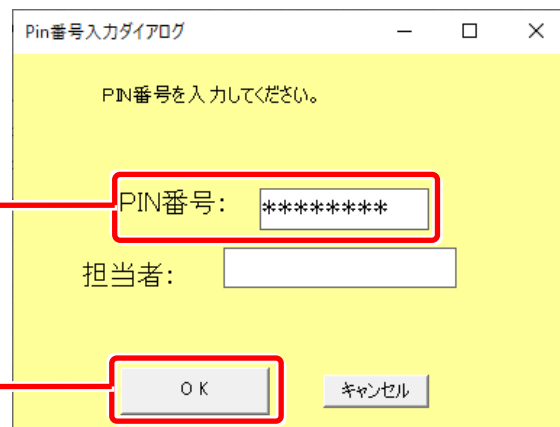 Pin番号入力ダイアログ
PIN番号を入力してください。
PIN番号: ********
担当者:
OK キャンセル